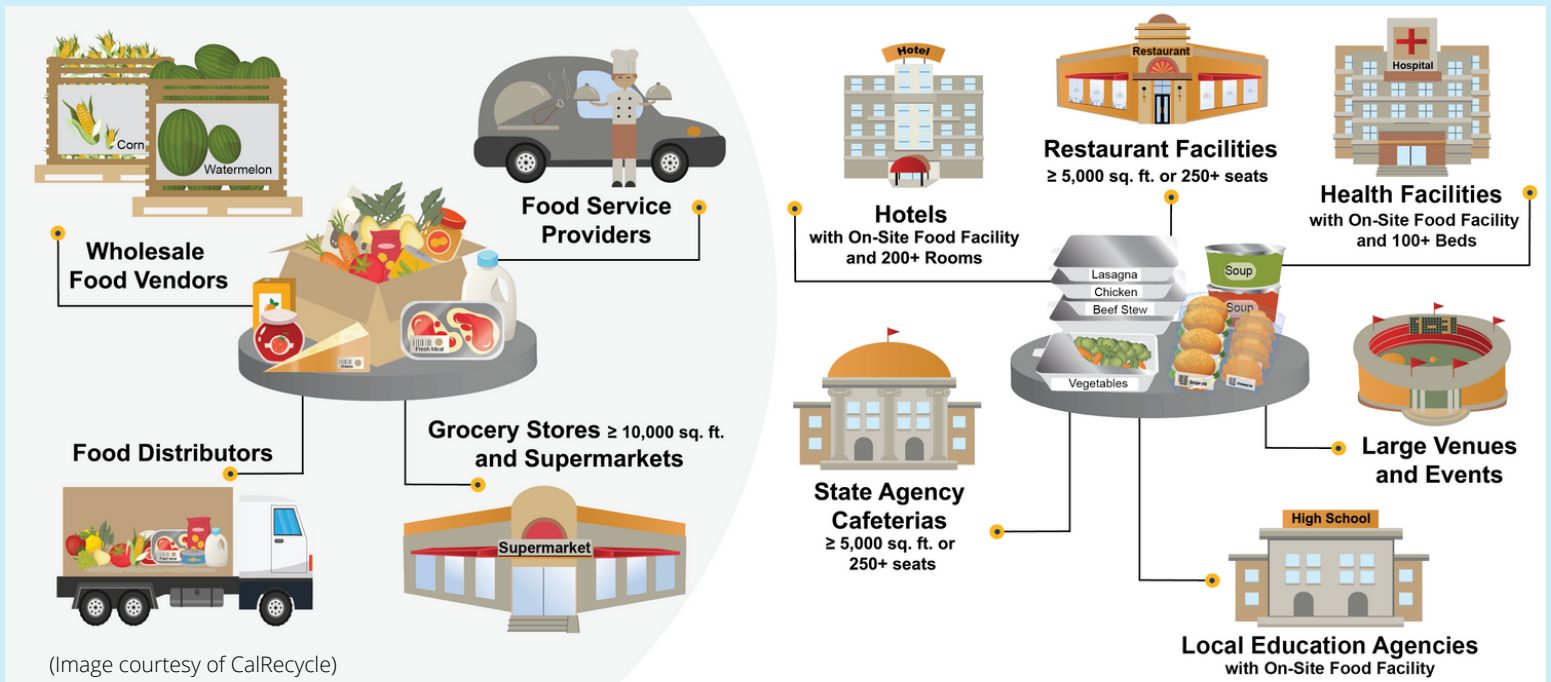 Corn
Watermelon
Wholesale
Food Vendors
Food Service
Providers
Fresh Meat
Cheese
Food Distributors
Grocery Stores ≥ 10,000 sq. ft.
and Supermarkets
Supermarket
(Image courtesy of CalRecycle)
Hotel
Hotels
with On-Site Food Facility
and 200+ Rooms
Restaurant
Restaurant Facilities
≥ 5,000 sq. ft. or 250+ seats
Hospital
Health Facilities
with On-Site Food Facility
and 100+ Beds
Lasagna
Chicken
Beef Stew
Vegetables
Soup
Soup
State Agency
Cafeterias
≥ 5,000 sq. ft. or
250+ seats
Large Venues
and Events
High School
Local Education Agencies
with On-Site Food Facility